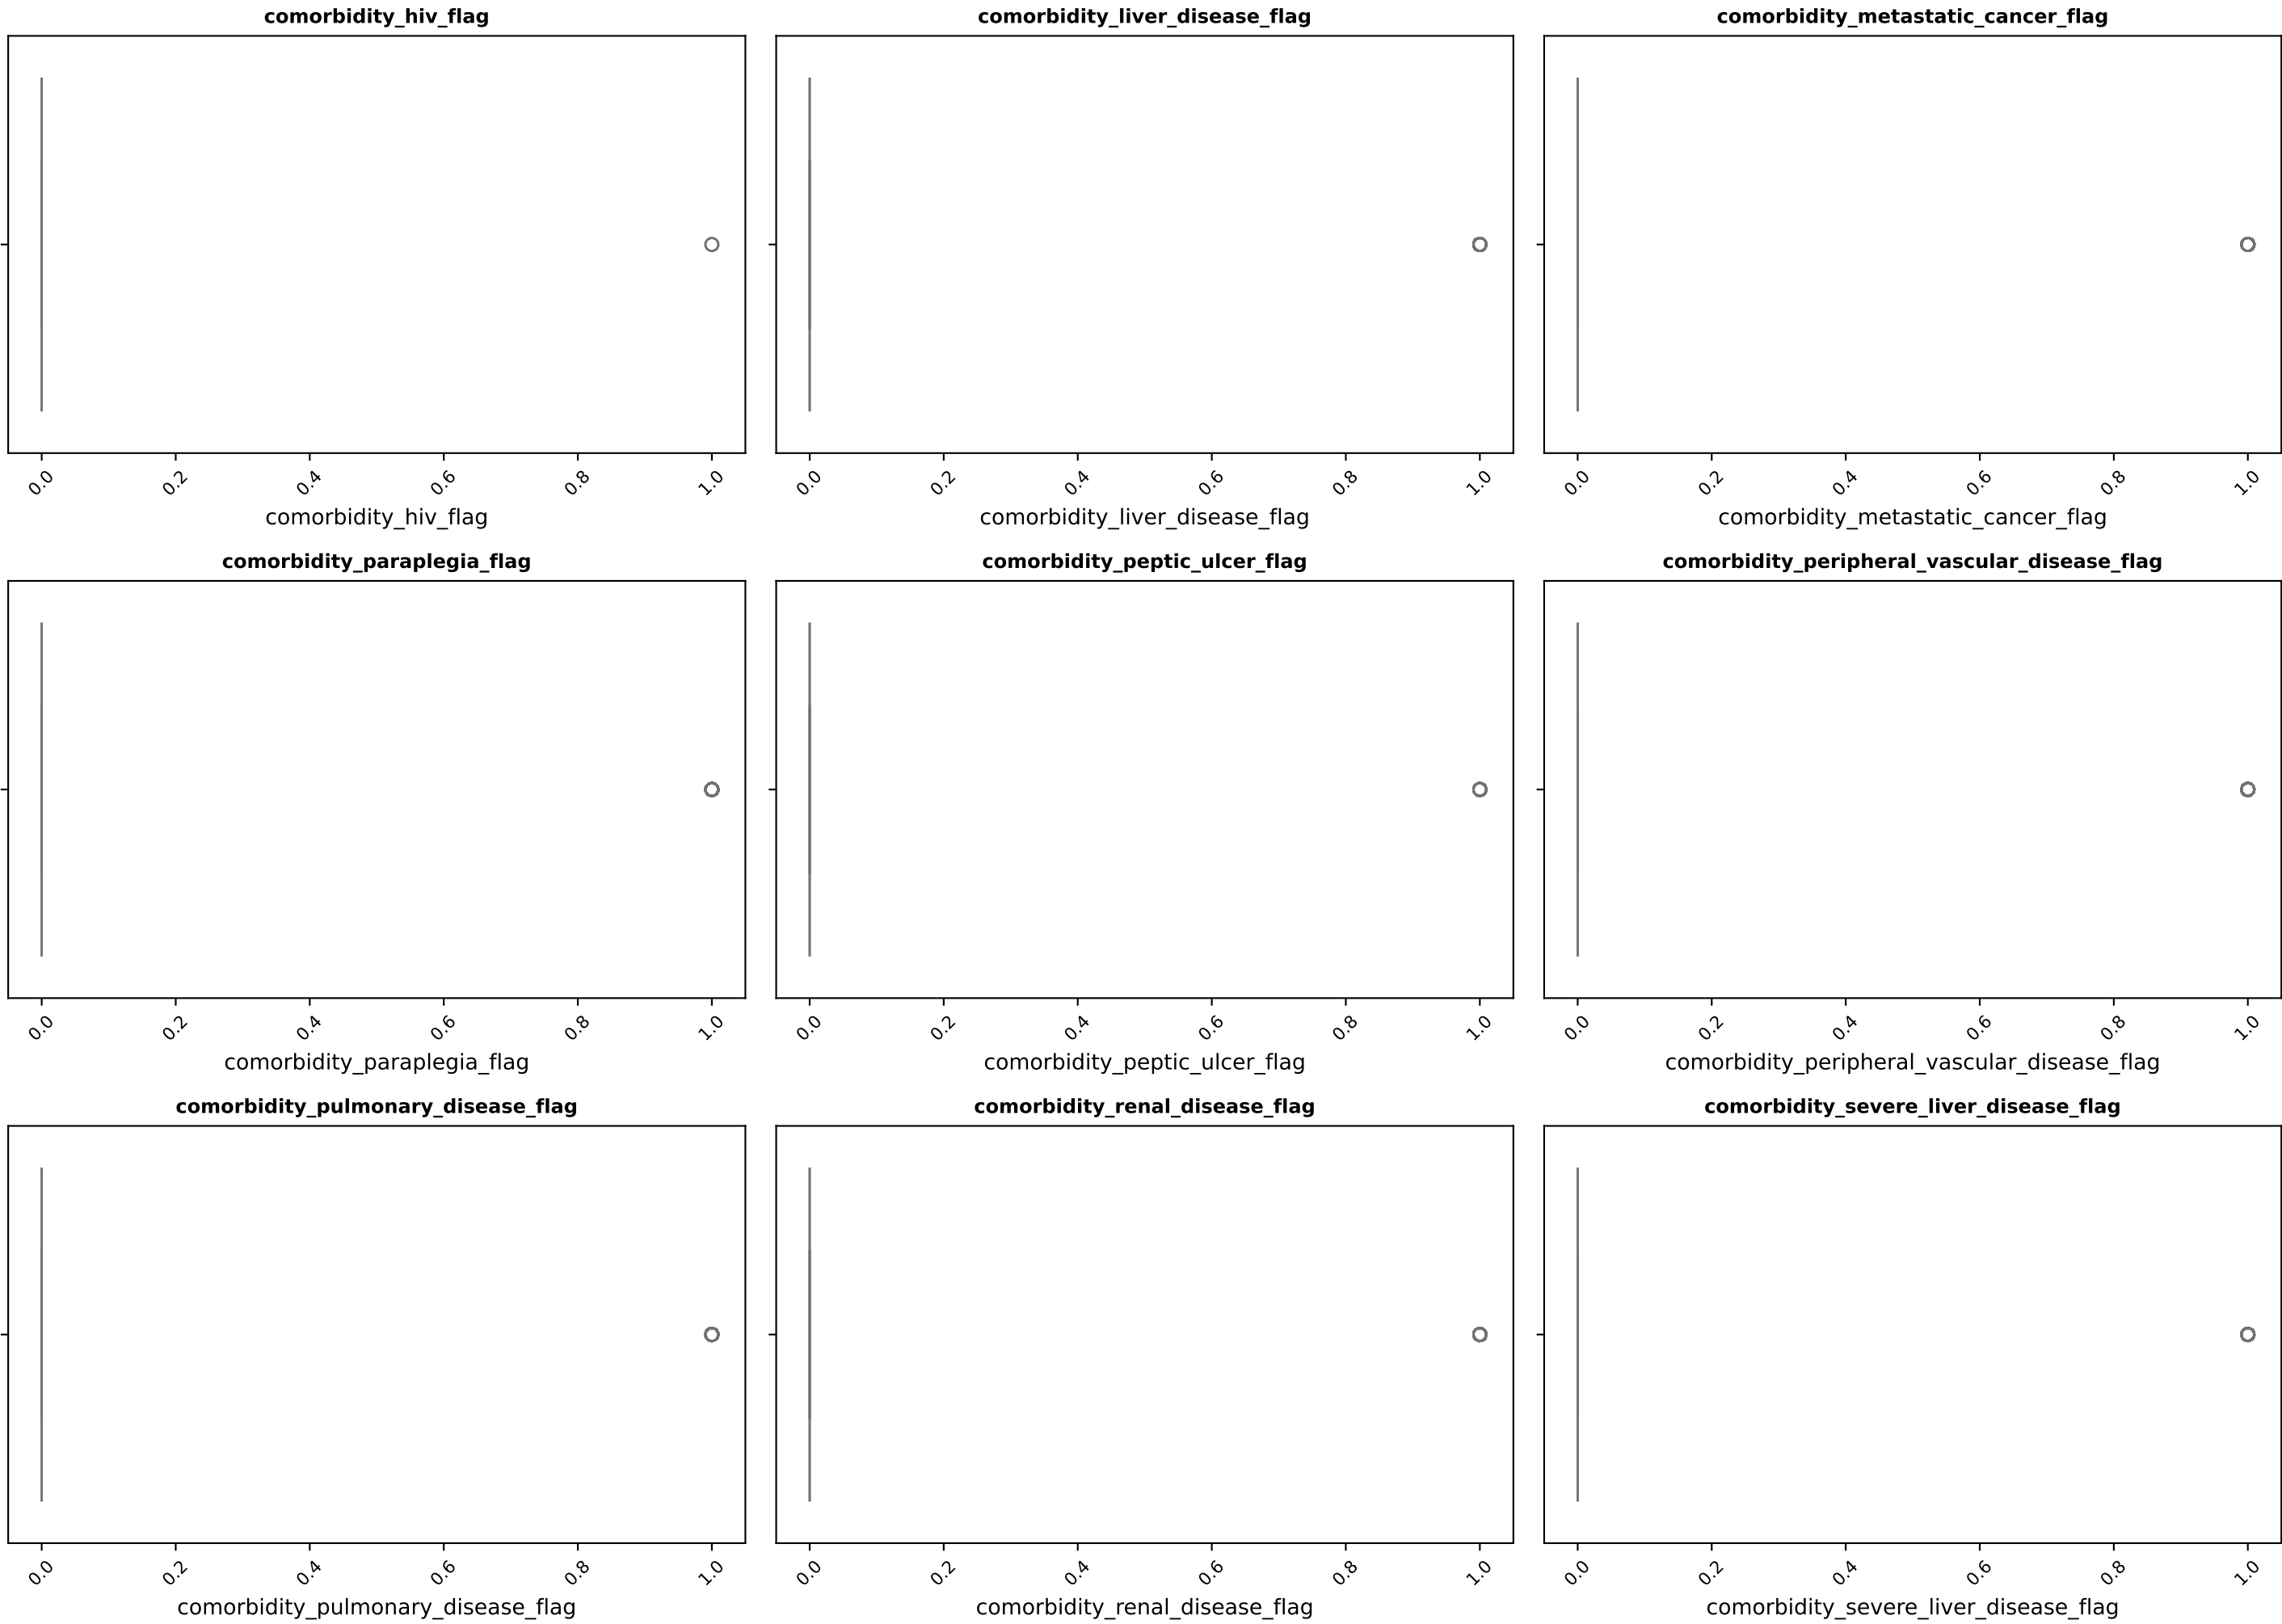 comorbidity_hiv_flag comorbidity_liver_disease_flag comorbidity_metastatic_cancer_flag
0.0 0.2 0.4 0.6 0.8 1.0 0.0 0.2 0.4 0.6 0.8 1.0 0.0 0.2 0.4 0.6 0.8 1.0
comorbidity_hiv_flag comorbidity_liver_disease_flag comorbidity_metastatic_cancer_flag
comorbidity_paraplegia_flag comorbidity_peptic_ulcer_flag comorbidity_peripheral_vascular_disease_flag
0.0 0.2 0.4 0.6 0.8 1.0 0.0 0.2 0.4 0.6 0.8 1.0 0.0 0.2 0.4 0.6 0.8 1.0
comorbidity_paraplegia_flag comorbidity_peptic_ulcer_flag comorbidity_peripheral_vascular_disease_flag
comorbidity_pulmonary_disease_flag comorbidity_renal_disease_flag comorbidity_severe_liver_disease_flag
0.0 0.2 0.4 0.6 0.8 1.0 0.0 0.2 0.4 0.6 0.8 1.0 0.0 0.2 0.4 0.6 0.8 1.0
comorbidity_pulmonary_disease_flag comorbidity_renal_disease_flag comorbidity_severe_liver_disease_flag